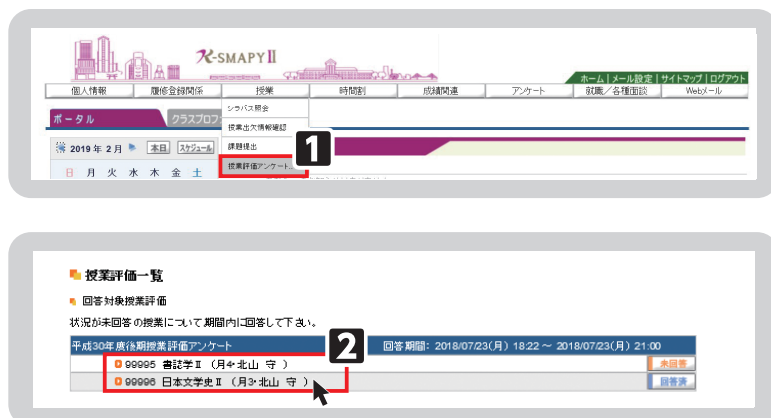 K-SMAPY II
ホーム | メール設定 | サイトマップ | ログアウト
個人情報 履修登録関係 授業 時間割 成績関連 アンケート 就職／各種面談 Webメール
シラバス照会
ポータル クラスプロフ
授業出欠情報確認
2019 年 2 月 本日 スケジュール 課題提出
1
授業評価アンケート...
日 月 火 水 木 金 土
授業評価一覧
回答対象授業評価
状況が未回答の授業について期間内に回答して下さい。
平成30年度後期授業評価アンケート 2 回答期間: 2018/07/23(月) 18:22 ～ 2018/07/23(月) 21:00
99995 書誌学Ⅱ （月4・北山 守 ） 未回答
99996 日本文学史Ⅱ （月3・北山 守 ） 回答済